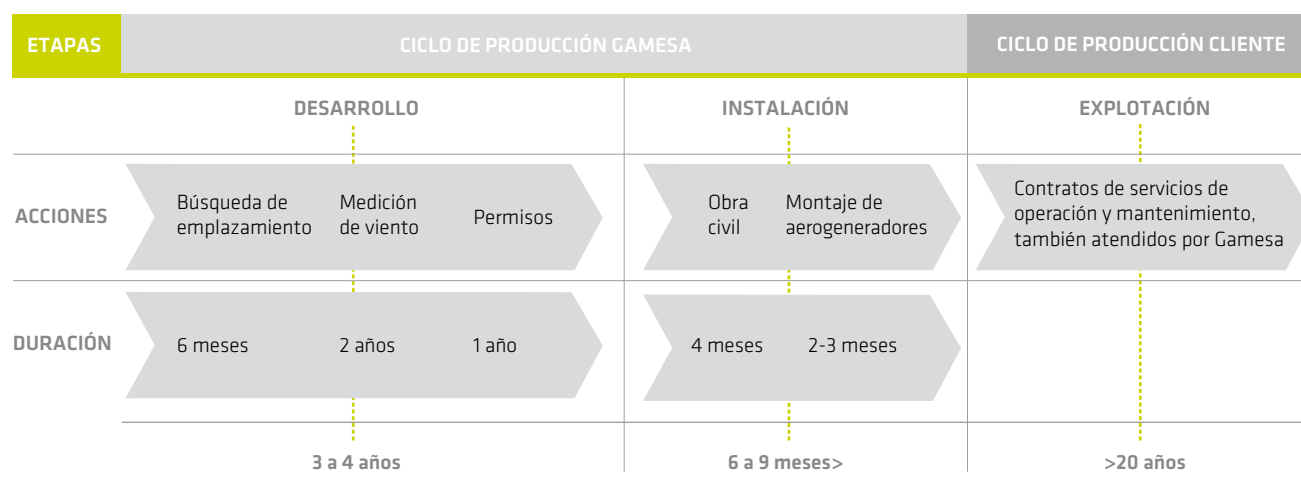 ETAPAS
CICLO DE PRODUCCIÓN GAMESA
CICLO DE PRODUCCIÓN CLIENTE
DESARROLLO
INSTALACIÓN
EXPLOTACIÓN
ACCIONES
Búsqueda de
emplazamiento
Medición
de viento
Permisos
Obra
civil
Montaje de
aerogeneradores
Contratos de servicios de
operación y mantenimiento,
también atendidos por Gamesa
DURACIÓN
6 meses
2 años
1 año
4 meses
2-3 meses
3 a 4 años
6 a 9 meses>
>20 años